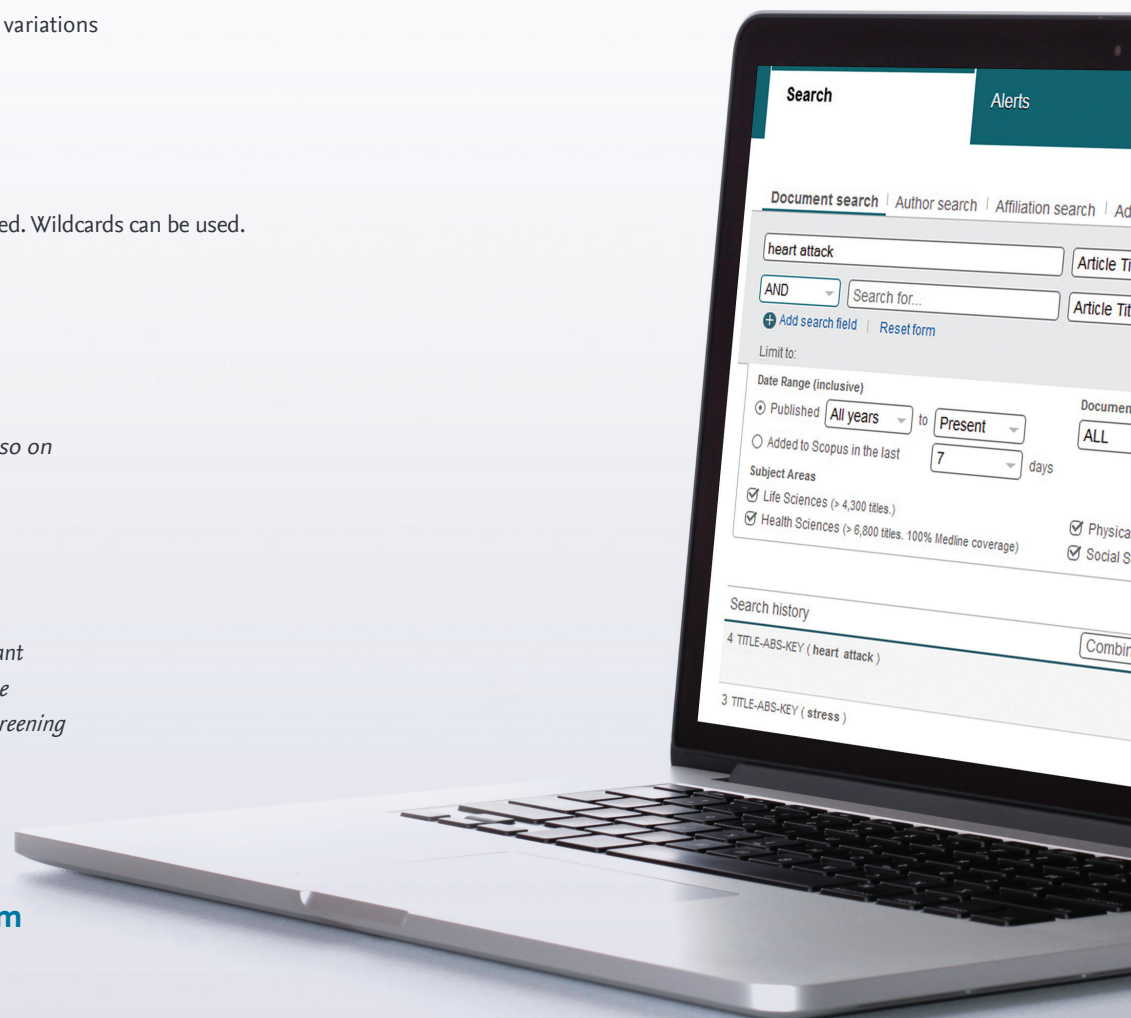 variations
ed. Wildcards can be used.
so on
ant
e
reening
m
Search
Alerts
Document search | Author search | Affiliation search | Ad
heart attack
Article Ti
AND
Search for...
Article Tit
Add search field | Reset form
Limit to:
Date Range (inclusive)
Published All years to Present
Documen
ALL
Added to Scopus in the last 7 days
Subject Areas
Life Sciences (> 4,300 titles.)
Physica
Health Sciences (> 6,800 titles. 100% Medline coverage)
Social S
Search history
Combin
4 TITLE-ABS-KEY ( heart attack )
3 TITLE-ABS-KEY ( stress )